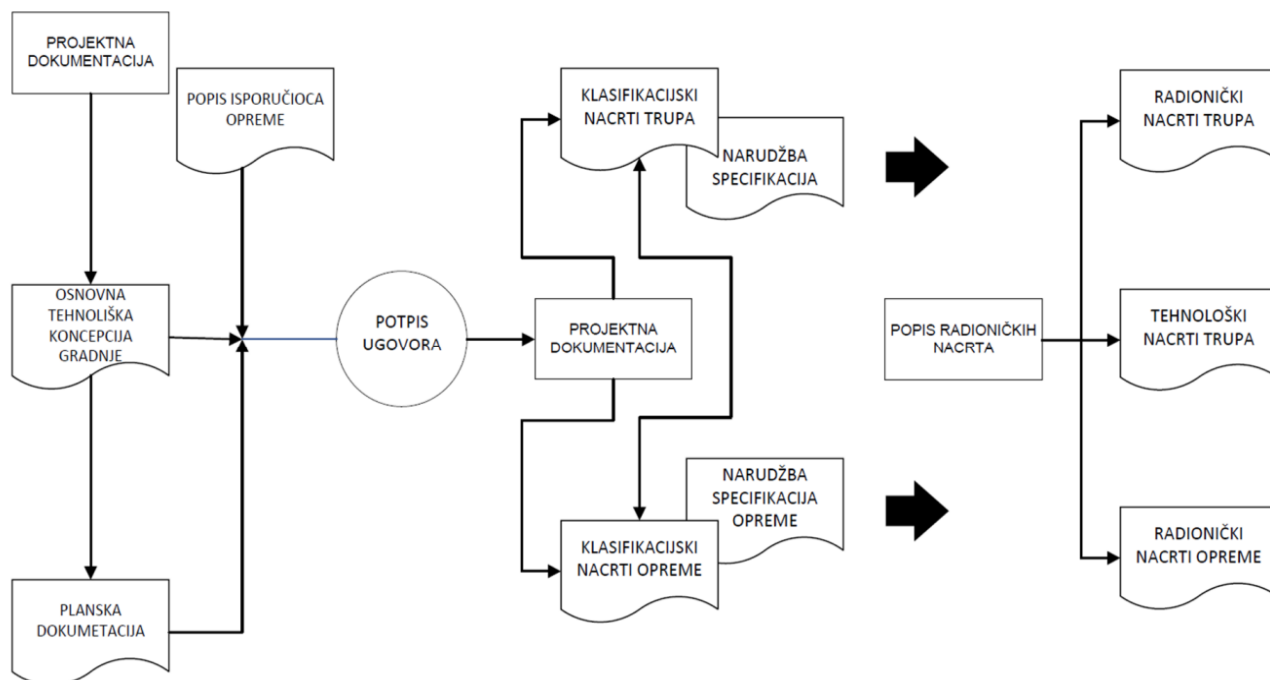 PROJEKTNA
DOKUMENTACIJA
POPIS ISPORUČIOCA
OPREME
OSNOVNA
TEHNOLIŠKA
KONCEPCIJA
GRADNJE
PLANSKA
DOKUMETACIJA
POTPIS
UGOVORA
PROJEKTNA
DOKUMENTACIJA
KLASIFIKACIJSKI
NACRTI TRUPA
NARUDŽBA
SPECIFIKACIJA
NARUDŽBA
SPECIFIKACIJA
OPREME
KLASIFIKACIJSKI
NACRTI OPREME
POPIS RADIONIČKIH
NACRTA
RADIONIČKI
NACRTI TRUPA
TEHNOLOŠKI
NACRTI TRUPA
RADIONIČKI
NACRTI OPREME